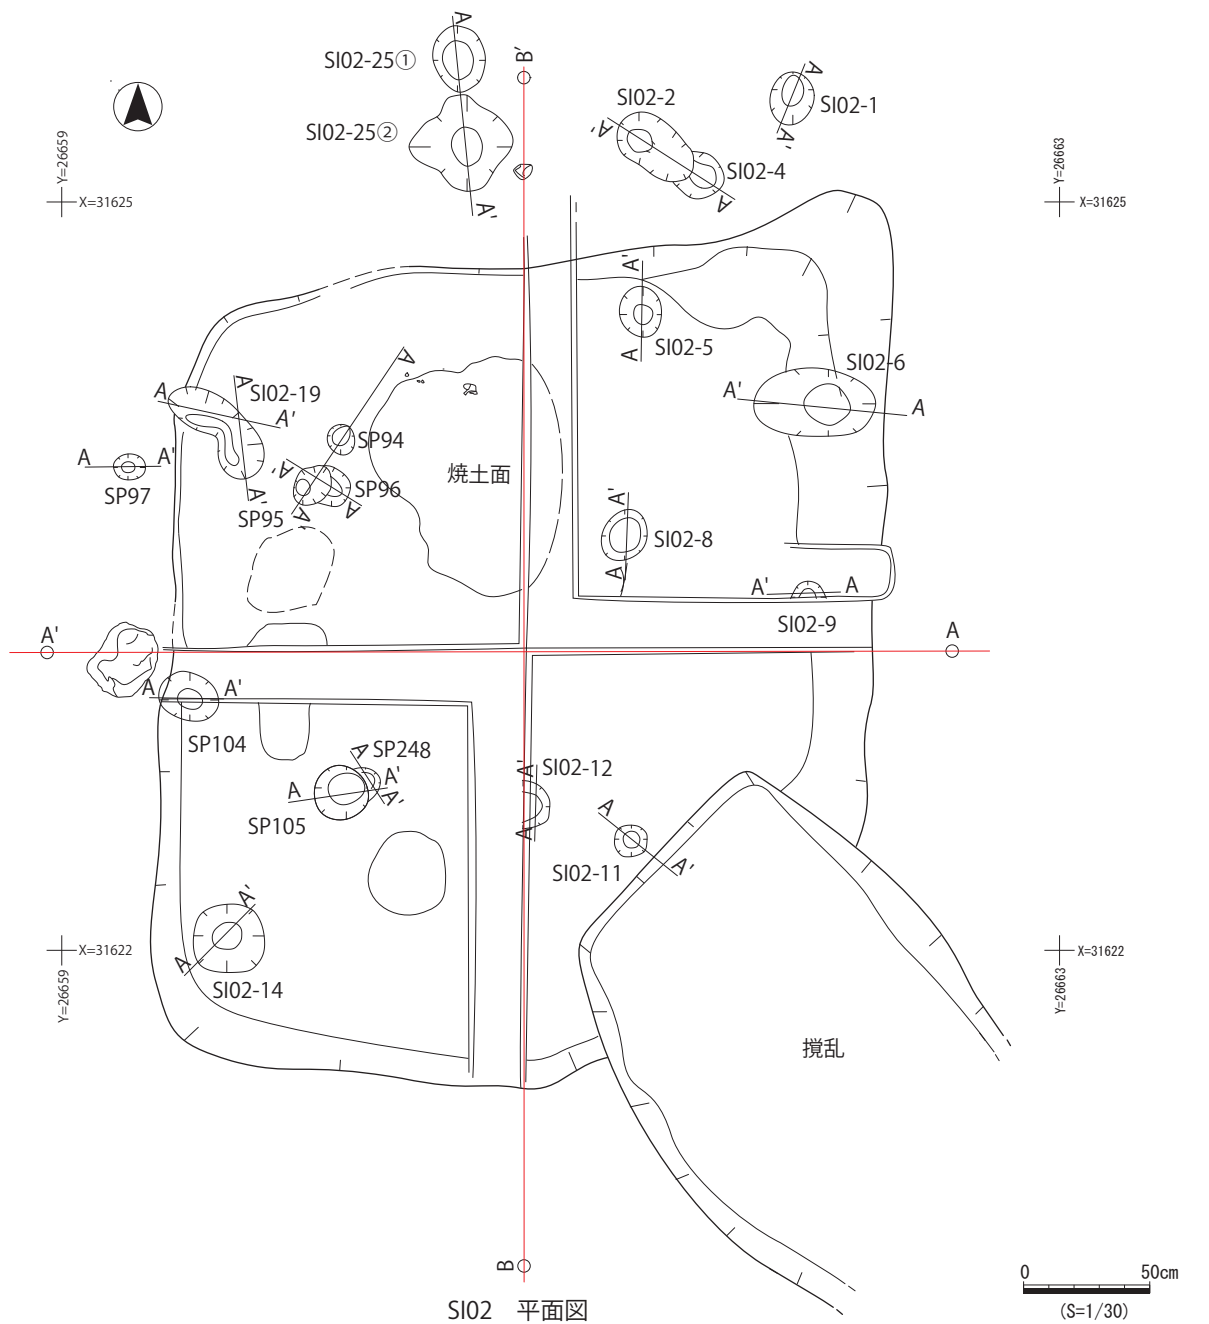 A
SI02-25①
B'
SI02-2
A
SI02-1
A'
SI02-25②
A'
SI02-4
A
A'
Y=26659
X=31625
Y=26663
X=31625
A'
SI02-5
A
SI02-6
A'
A
A
SI02-19
A
A'
A
SP94
A
A'
SP97
A'
SP96
焼土面
A'
SP95
A
A
A'
SI02-8
A
A'
A
SI02-9
A'
A
A
A'
SP104
A
SP248
A
A'
A'
SP105
A'
SI02-12
A
A
SI02-11
A'
A'
A
SI02-14
X=31622
Y=26659
X=31622
Y=26663
撹乱
B
SI02 平面図
0 50cm
(S=1/30)